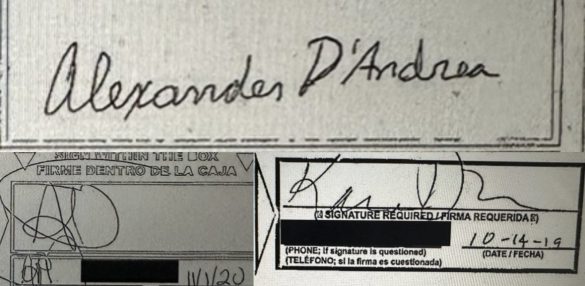 Alexander D'Andrea
SIGN WITHIN THE BOX
FIRME DENTRO DE LA CAJA
11/1/20
SIGNATURE REQUIRED / FIRMA REQUERIDA
10-14-19
(PHONE; If signature is questioned)
(DATE / FECHA)
(TELÉFONO; si la firma es cuestionada)